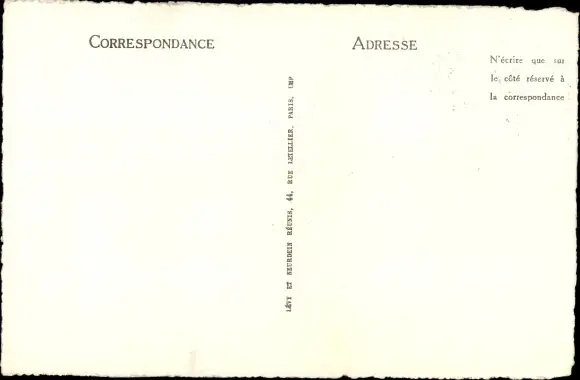 CORRESPONDANCE
ADRESSE
N'écrire que sur
le côté réservé à
la correspondance
LÉVY ET NEURDEIN RÉUNIS, 44, RUE LETELLIER, PARIS, IMP